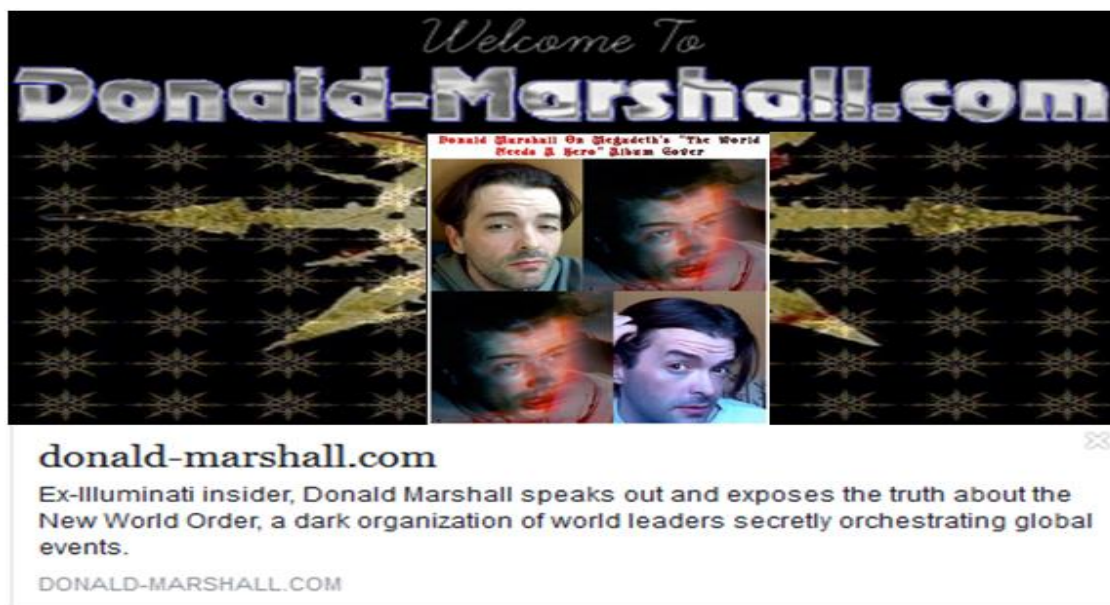 Welcome To
Donald-Marshall.com
Donald Marshall On Megadeth's "The World
Needs A Hero" Album Cover
donald-marshall.com
Ex-Illuminati insider, Donald Marshall speaks out and exposes the truth about the
New World Order, a dark organization of world leaders secretly orchestrating global
events.
DONALD-MARSHALL.COM